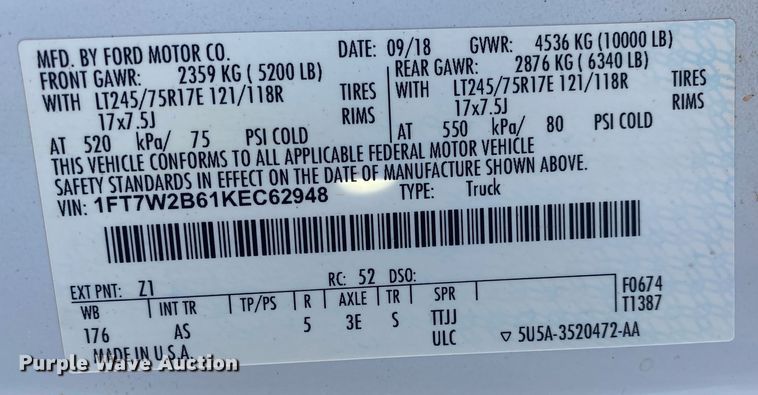 MFD. BY FORD MOTOR CO.
DATE: 09/18 GVWR: 4536 KG (10000 LB)
FRONT GAWR: 2359 KG ( 5200 LB)
REAR GAWR: 2876 KG ( 6340 LB)
WITH LT245/75R17E 121/118R TIRES
WITH LT245/75R17E 121/118R TIRES
17x7.5J RIMS
17x7.5J RIMS
AT 520 kPa/ 75 PSI COLD
AT 550 kPa/ 80 PSI COLD
THIS VEHICLE CONFORMS TO ALL APPLICABLE FEDERAL MOTOR VEHICLE
SAFETY STANDARDS IN EFFECT ON THE DATE OF MANUFACTURE SHOWN ABOVE.
VIN: 1FT7W2B61KEC62948 TYPE: Truck
EXT PNT: Z1 RC: 52 DSO:
F0674
WB INT TR TP/PS R AXLE TR SPR
T1387
176 AS 5 3E S TTJJ
ULC ▽ 5U5A-3520472-AA
MADE IN U.S.A.
Purple Wave Auction